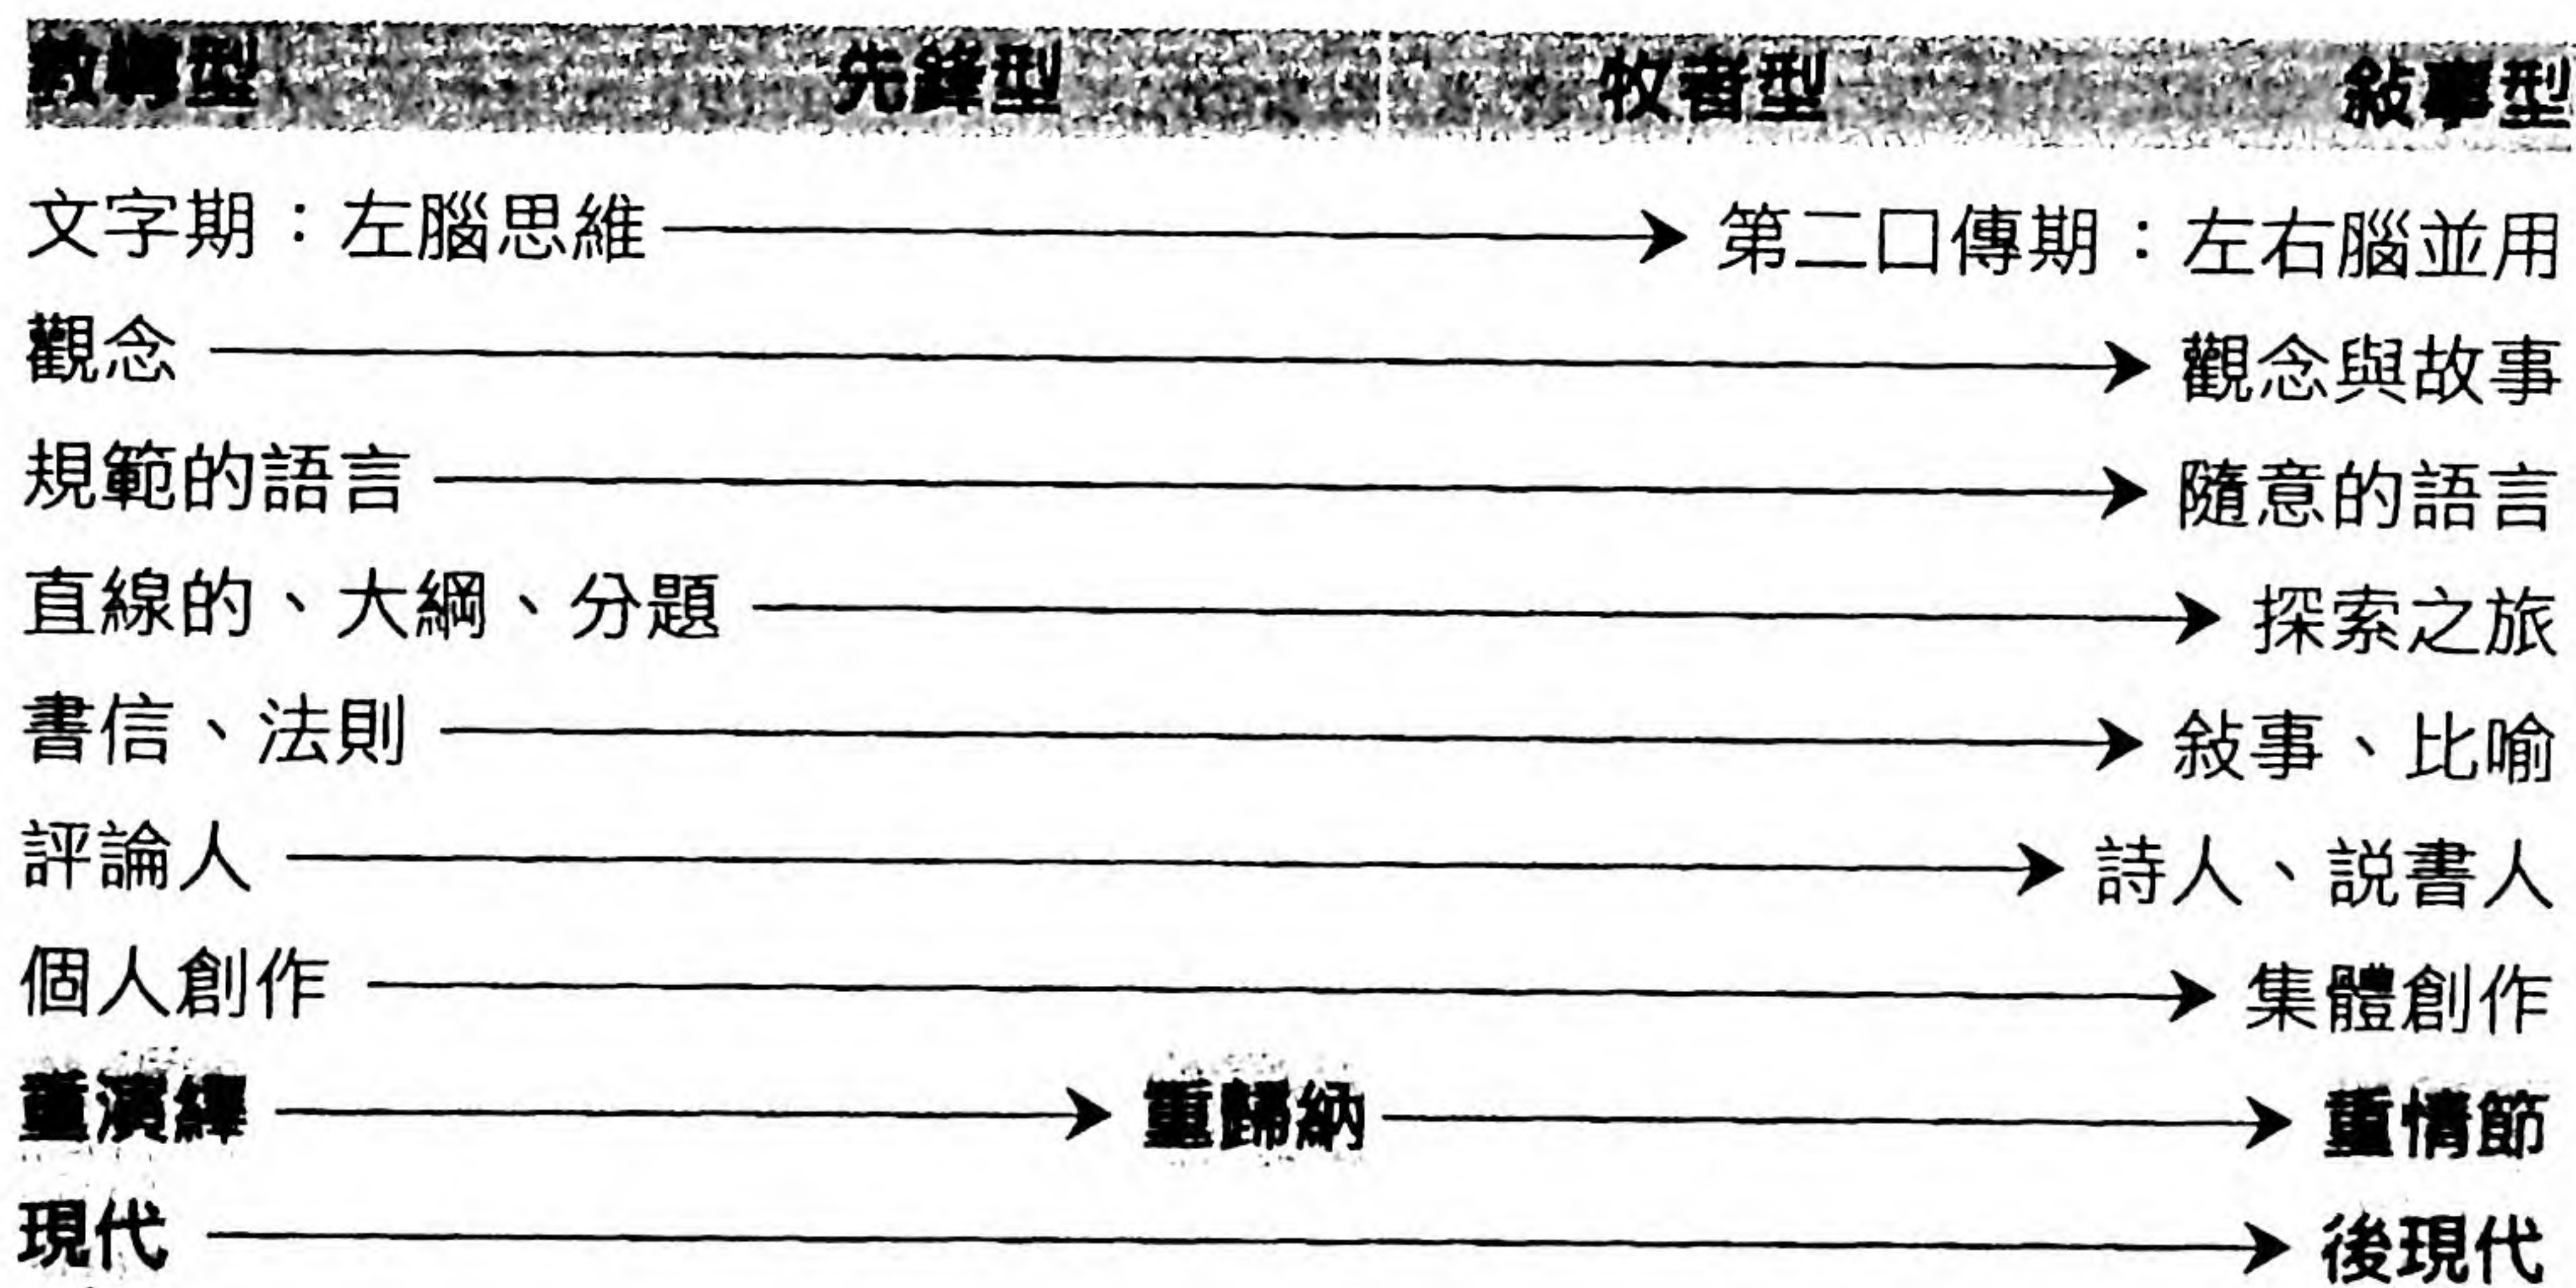 教導型 先鋒型 牧者型 敍事型
文字期：左腦思維 → 第二口傳期：左右腦並用
觀念 → 觀念與故事
規範的語言 → 隨意的語言
直線的、大綱、分題 → 探索之旅
書信、法則 → 敍事、比喻
評論人 → 詩人、説書人
個人創作 → 集體創作
重演繹 → 重歸納 → 重情節
現代 → 後現代